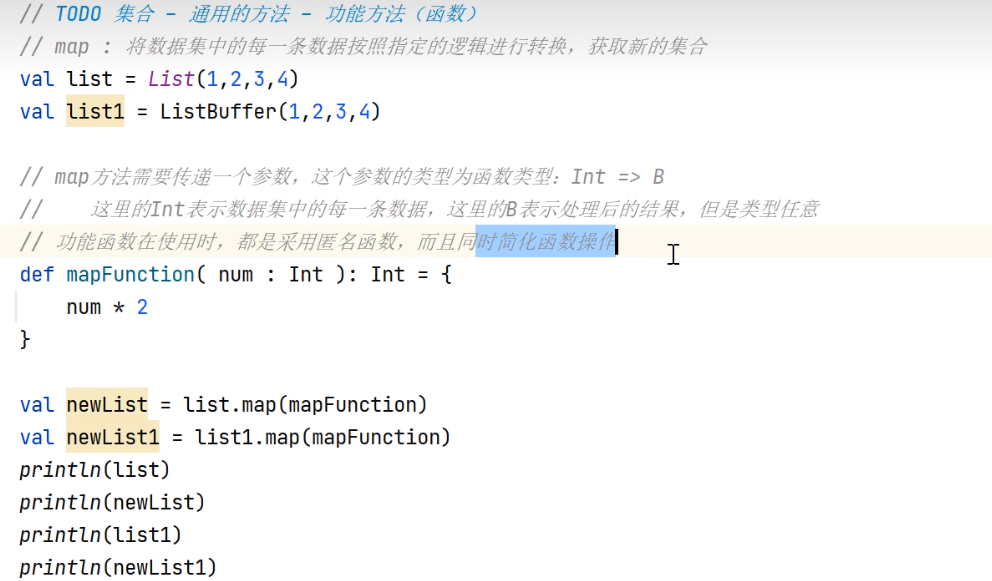 // TODO 集合 - 通用的方法 - 功能方法（函数）
// map : 将数据集中的每一条数据按照指定的逻辑进行转换，获取新的集合
val list = List(1,2,3,4)
val list1 = ListBuffer(1,2,3,4)
// map方法需要传递一个参数，这个参数的类型为函数类型：Int => B
//    这里的Int表示数据集中的每一条数据，这里的B表示处理后的结果，但是类型任意
// 功能函数在使用时，都是采用匿名函数，而且同时简化函数操作
def mapFunction( num : Int ): Int = {
    num * 2
}
val newList = list.map(mapFunction)
val newList1 = list1.map(mapFunction)
println(list)
println(newList)
println(list1)
println(newList1)